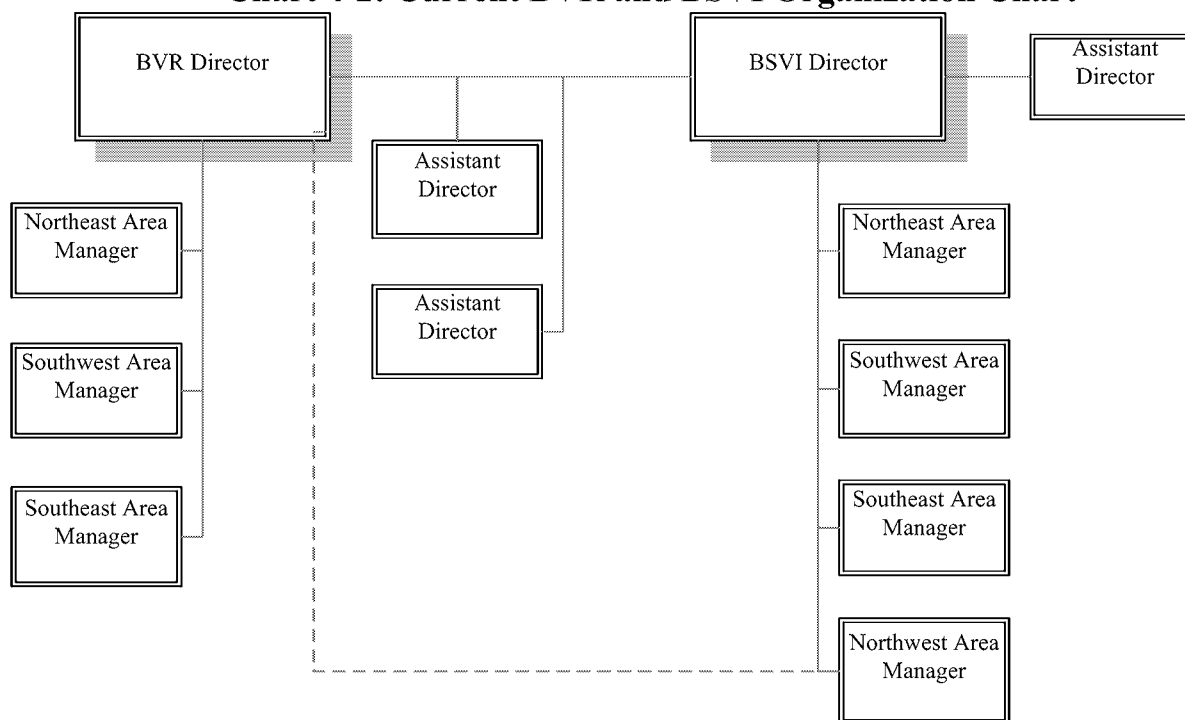 BVR Director
BSVI Director
Assistant
Director
Assistant
Director
Assistant
Director
Northeast Area
Manager
Southwest Area
Manager
Southeast Area
Manager
Northeast Area
Manager
Southwest Area
Manager
Southeast Area
Manager
Northwest Area
Manager